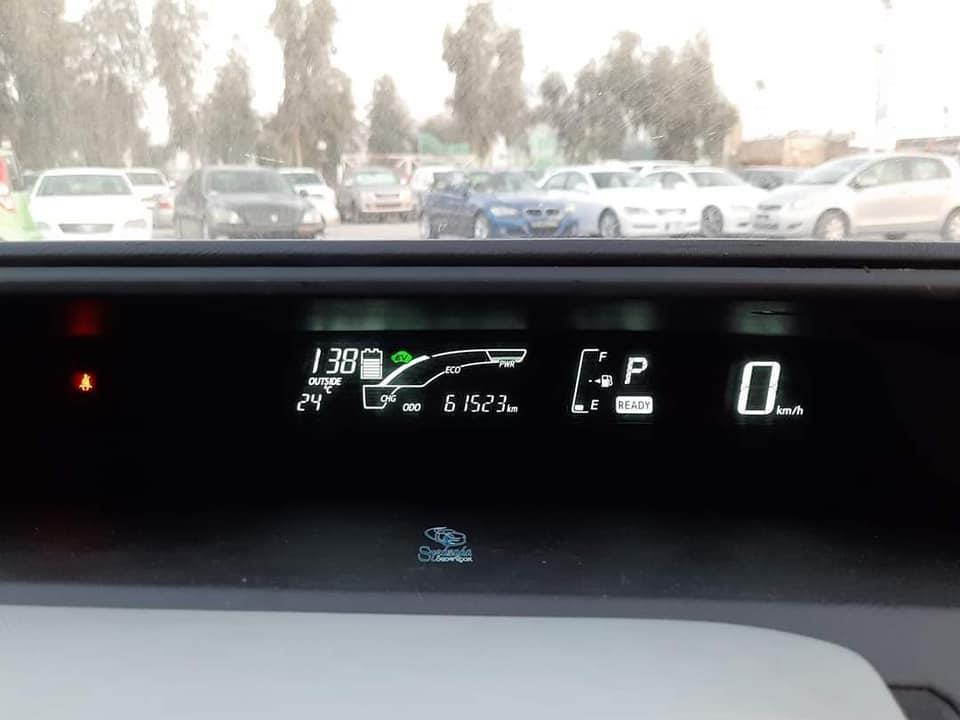 138
EV
PWR
ECO
OUTSIDE
°C
24
CHG
ODO
61523 km
F
E
P
READY
0
km/h